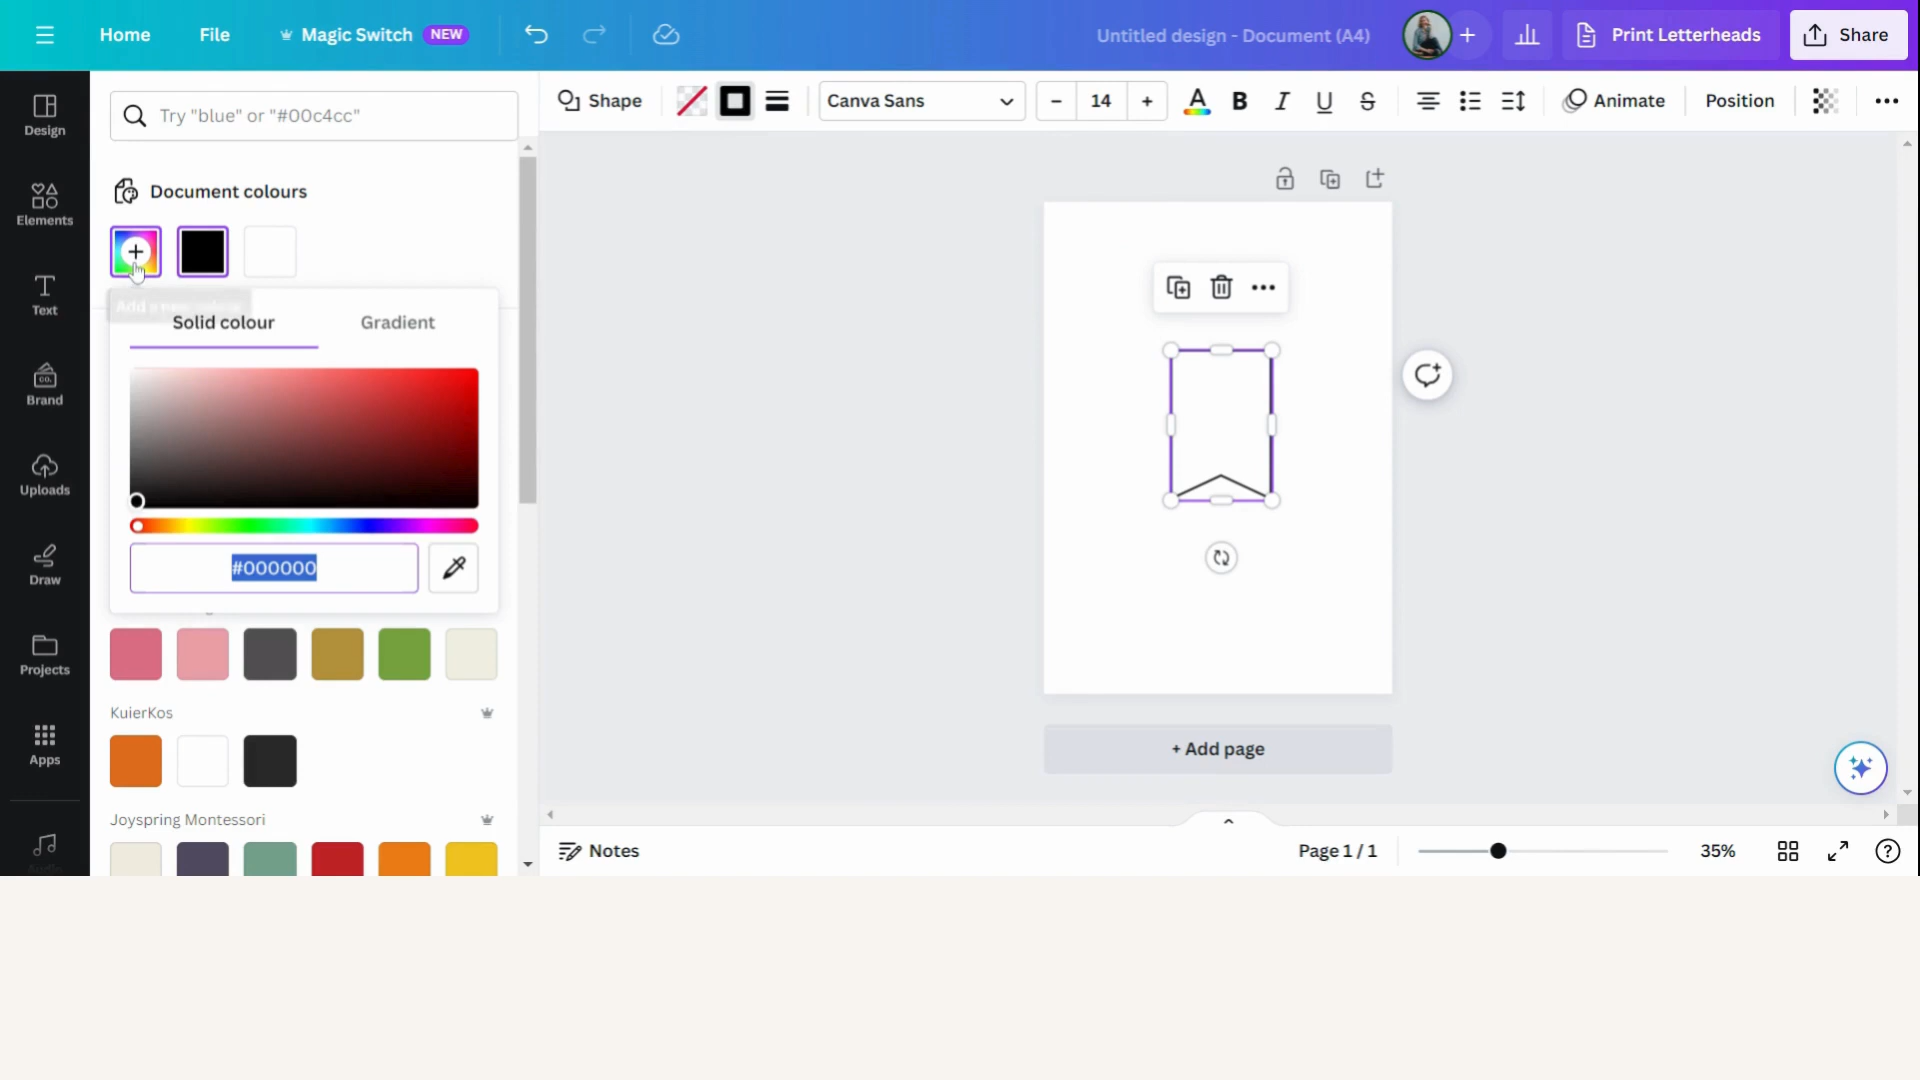 Home
File
Magic Switch NEW
Untitled design - Document (A4)
Print Letterheads
Share
Design
Elements
Text
Brand
CO.
Uploads
Draw
Projects
Apps
Try "blue" or "#00c4cc"
Document colours
Solid colour
Gradient
#000000
KuierKos
Joyspring Montessori
Shape
Canva Sans
14
A
B
I
U
S
Animate
Position
+ Add page
Notes
Page 1 / 1
35%